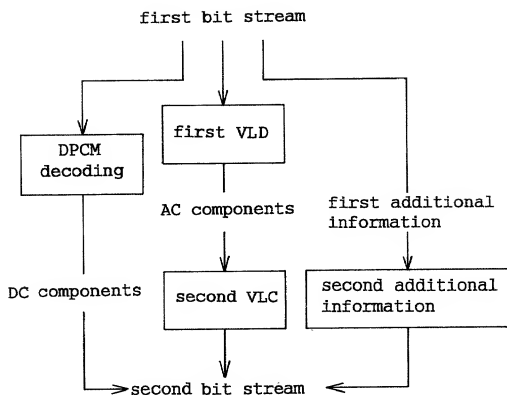 first bit stream
DPCM
decoding
first VLD
AC components
first additional
information
DC components
second VLC
second additional
information
second bit stream